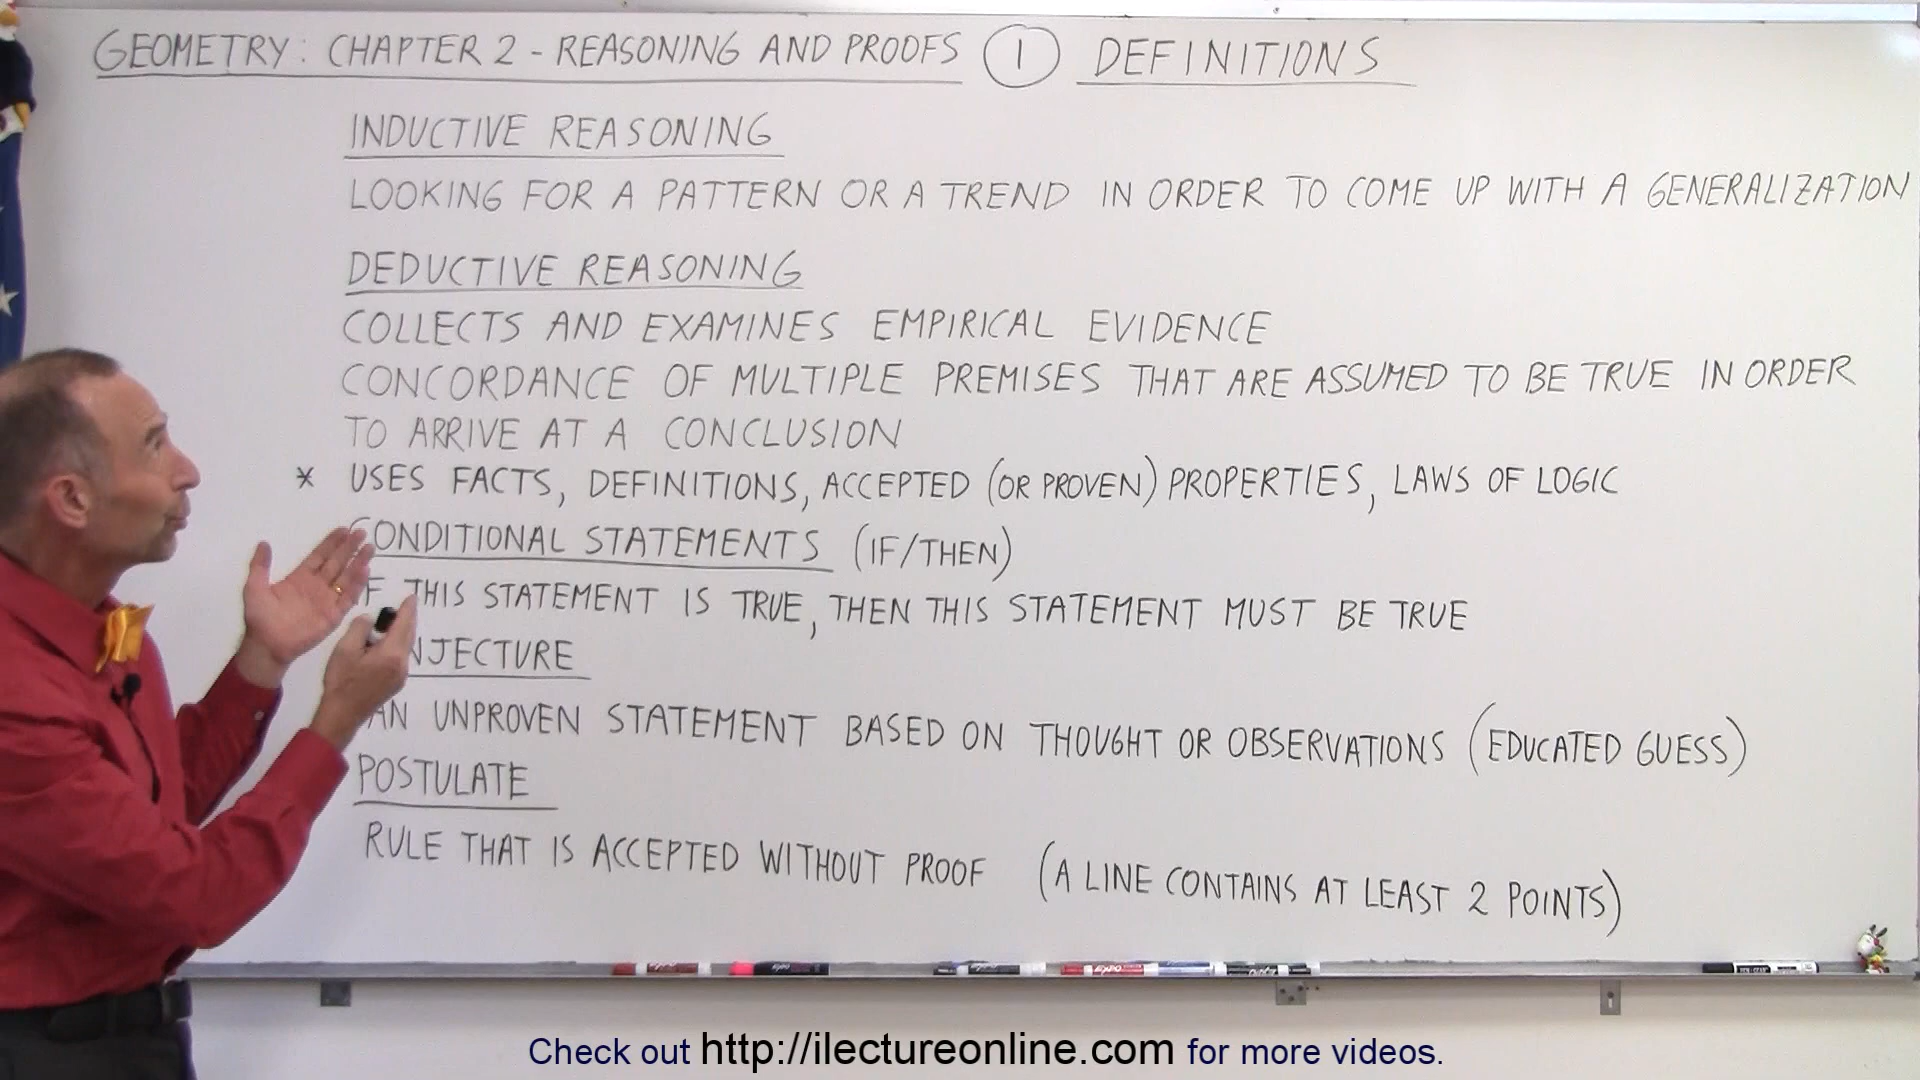 GEOMETRY: CHAPTER 2 - REASONING AND PROOFS 1 DEFINITIONS
INDUCTIVE REASONING
LOOKING FOR A PATTERN OR A TREND IN ORDER TO COME UP WITH A GENERALIZATION
DEDUCTIVE REASONING
COLLECTS AND EXAMINES EMPIRICAL EVIDENCE
CONCORDANCE OF MULTIPLE PREMISES THAT ARE ASSUMED TO BE TRUE IN ORDER
TO ARRIVE AT A CONCLUSION
* USES FACTS, DEFINITIONS, ACCEPTED (OR PROVEN) PROPERTIES, LAWS OF LOGIC
CONDITIONAL STATEMENTS (IF/THEN)
F THIS STATEMENT IS TRUE, THEN THIS STATEMENT MUST BE TRUE
NJECTURE
AN UNPROVEN STATEMENT BASED ON THOUGHT OR OBSERVATIONS (EDUCATED GUESS)
POSTULATE
RULE THAT IS ACCEPTED WITHOUT PROOF (A LINE CONTAINS AT LEAST 2 POINTS)
Check out http://ilectureonline.com for more videos.